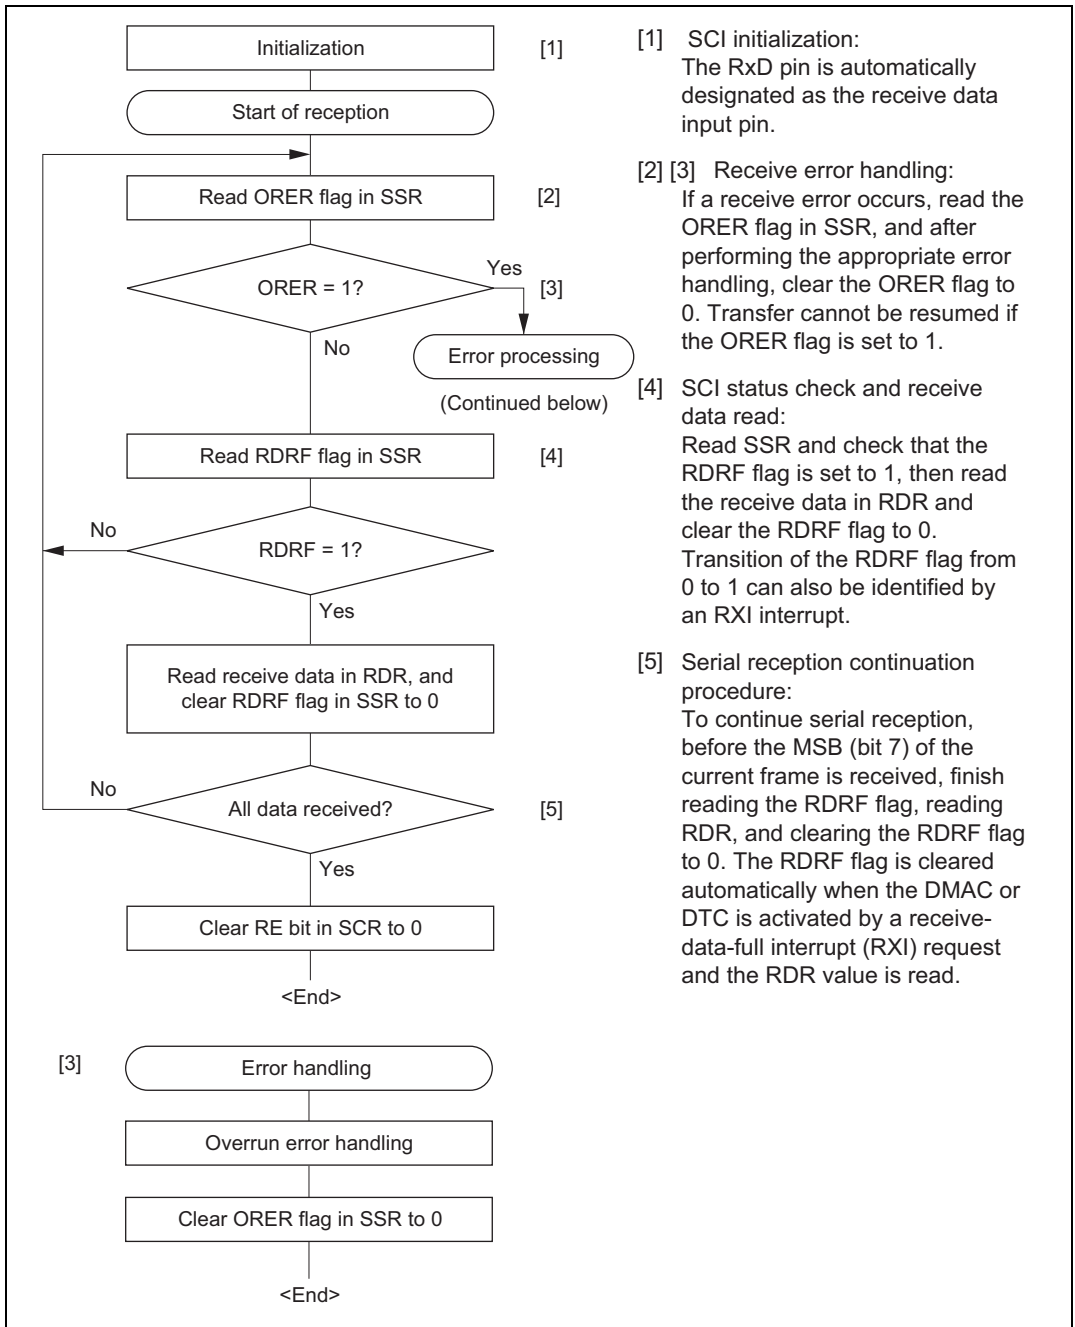 Initialization
[1]
Start of reception
Read ORER flag in SSR
[2]
ORER = 1?
Yes
[3]
No
Error processing
(Continued below)
Read RDRF flag in SSR
[4]
No
RDRF = 1?
Yes
Read receive data in RDR, and
clear RDRF flag in SSR to 0
No
All data received?
[5]
Yes
Clear RE bit in SCR to 0
<End>
[3]
Error handling
Overrun error handling
Clear ORER flag in SSR to 0
<End>
[1] SCI initialization:
The RxD pin is automatically
designated as the receive data
input pin.
[2] [3] Receive error handling:
If a receive error occurs, read the
ORER flag in SSR, and after
performing the appropriate error
handling, clear the ORER flag to
0. Transfer cannot be resumed if
the ORER flag is set to 1.
[4] SCI status check and receive
data read:
Read SSR and check that the
RDRF flag is set to 1, then read
the receive data in RDR and
clear the RDRF flag to 0.
Transition of the RDRF flag from
0 to 1 can also be identified by
an RXI interrupt.
[5] Serial reception continuation
procedure:
To continue serial reception,
before the MSB (bit 7) of the
current frame is received, finish
reading the RDRF flag, reading
RDR, and clearing the RDRF flag
to 0. The RDRF flag is cleared
automatically when the DMAC or
DTC is activated by a receive-
data-full interrupt (RXI) request
and the RDR value is read.